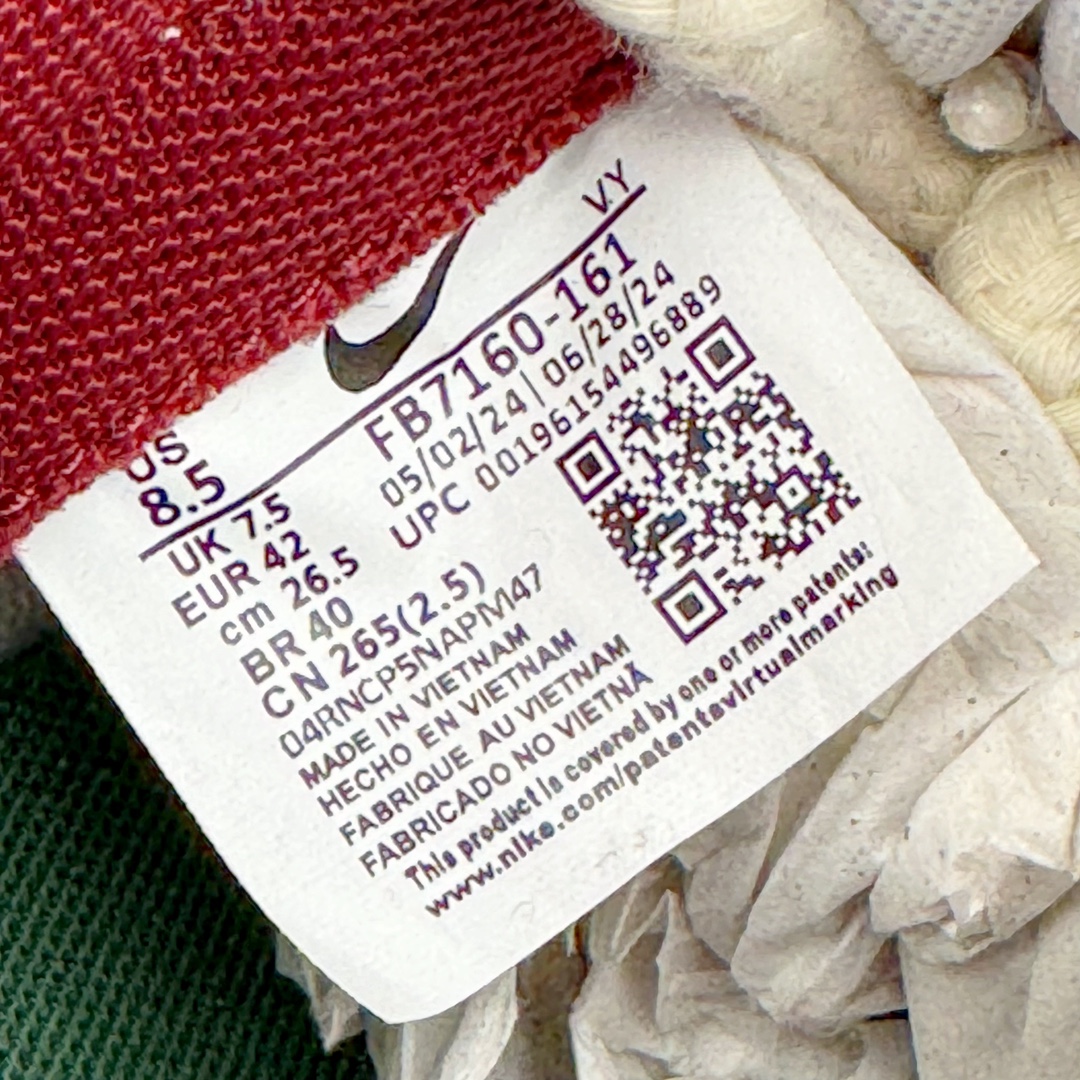 VY
US
8.5
FB7160-161
05/02/24| 06/28/24
UPC 00196154496889
UK 7.5
EUR 42
cm 26.5
BR 40
CN 265(2.5)
04RNCP5NAPM47
MADE IN VIETNAM
HECHO EN VIETNAM
FABRIQUE AU VIETNAM
FABRICADO NO VIETNÃ
This product is covered by one or more patents:
www.nike.com/patentsvirtualmarking